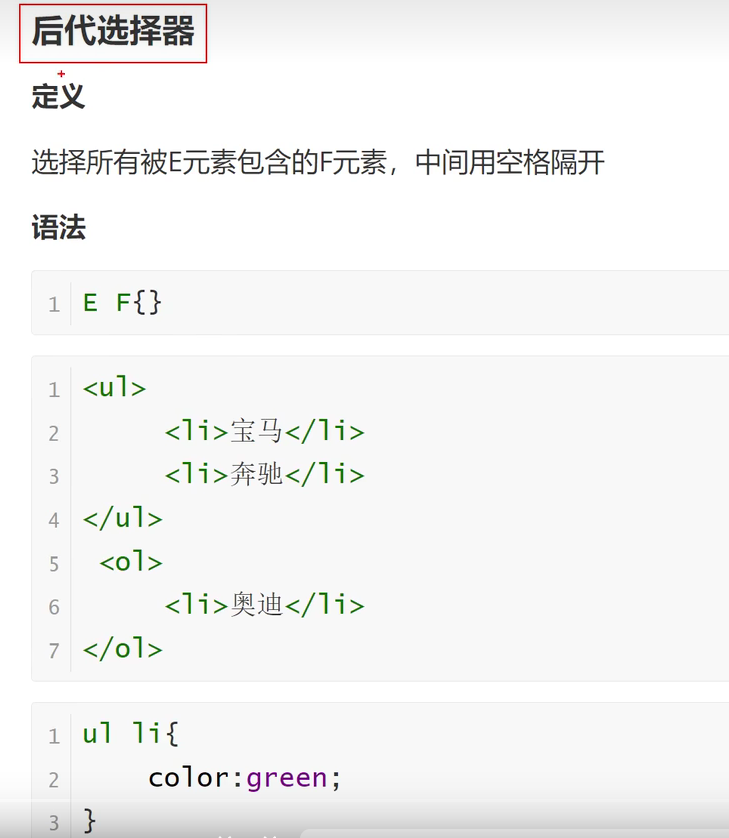 后代选择器
定义
选择所有被E元素包含的F元素，中间用空格隔开
语法
1 E F{}
1 <ul>
2 <li>宝马</li>
3 <li>奔驰</li>
4 </ul>
5 <ol>
6 <li>奥迪</li>
7 </ol>
1 ul li{
2 color:green;
3 }